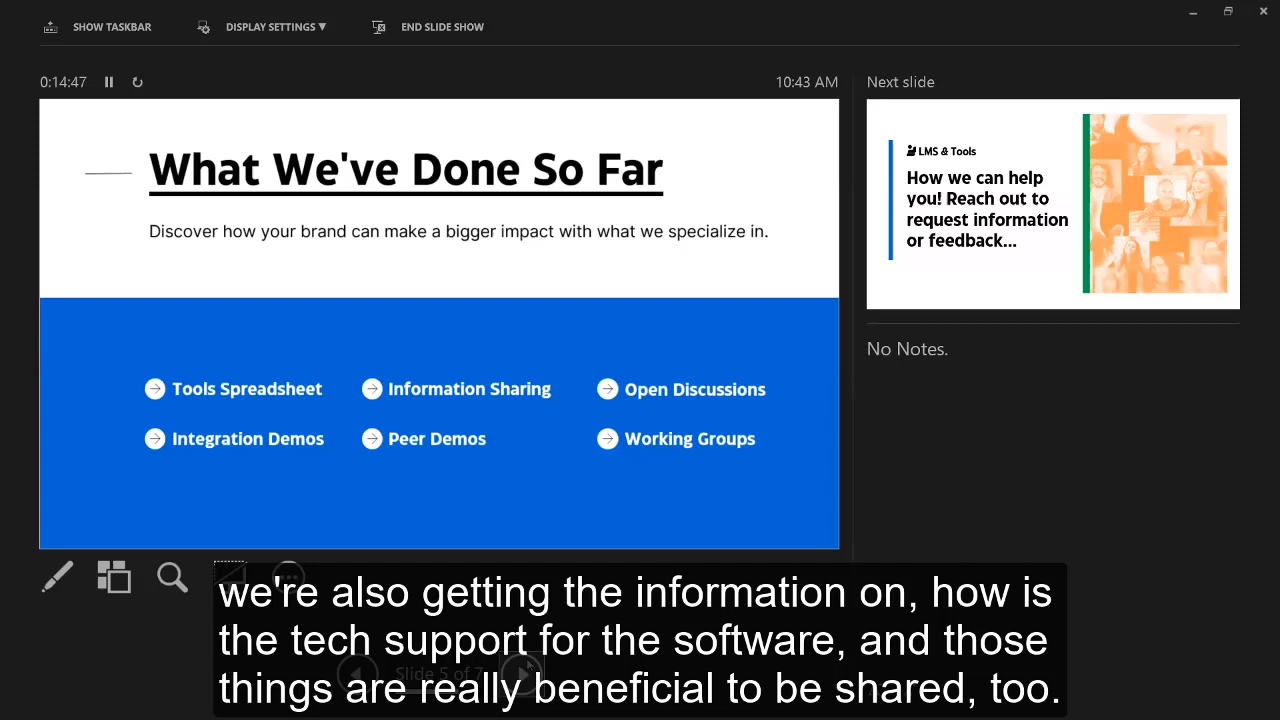 SHOW TASKBAR
DISPLAY SETTINGS ▼
END SLIDE SHOW
0:14:47
10:43 AM
Next slide
What We've Done So Far
Discover how your brand can make a bigger impact with what we specialize in.
Tools Spreadsheet
Information Sharing
Open Discussions
Integration Demos
Peer Demos
Working Groups
LMS & Tools
How we can help
you! Reach out to
request information
or feedback...
No Notes.
Slide 5 of 7
we're also getting the information on, how is
the tech support for the software, and those
things are really beneficial to be shared, too.